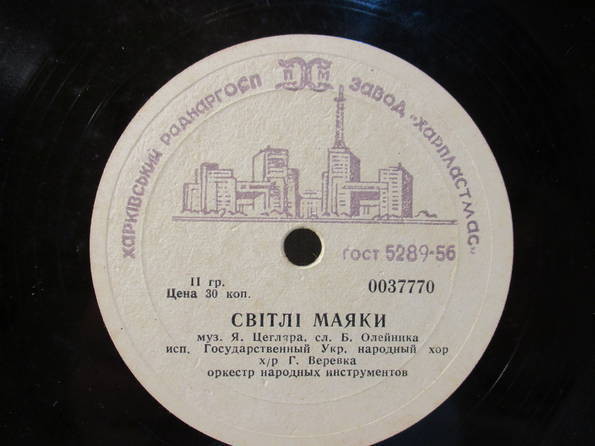 ХАРКІВСЬКИЙ РАДНАРГОСП ПМ ЗАВОД „ХАРПЛАСТМАС"
ГОСТ 5289-56
II гр.
Цена 30 коп.
0037770
СВІТЛІ МАЯКИ
муз. Я. Цегляра, сл. Б. Олейника
исп. Государственный Укр. народный хор
х/р Г. Веревка
оркестр народных инструментов